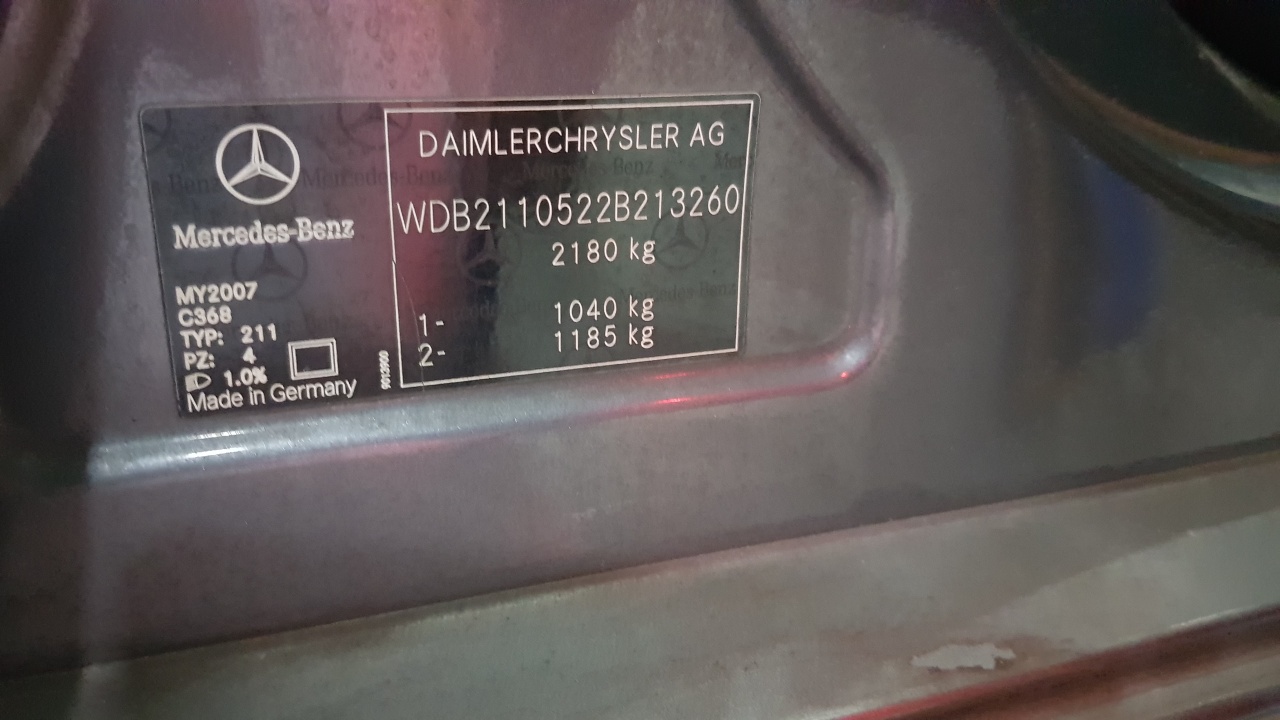 Mercedes-Benz
MY2007
C368
TYP: 211
PZ: 4
1.0%
Made in Germany
9013900
DAIMLERCHRYSLER AG
WDB2110522B213260
2180 kg
1- 1040 kg
2- 1185 kg